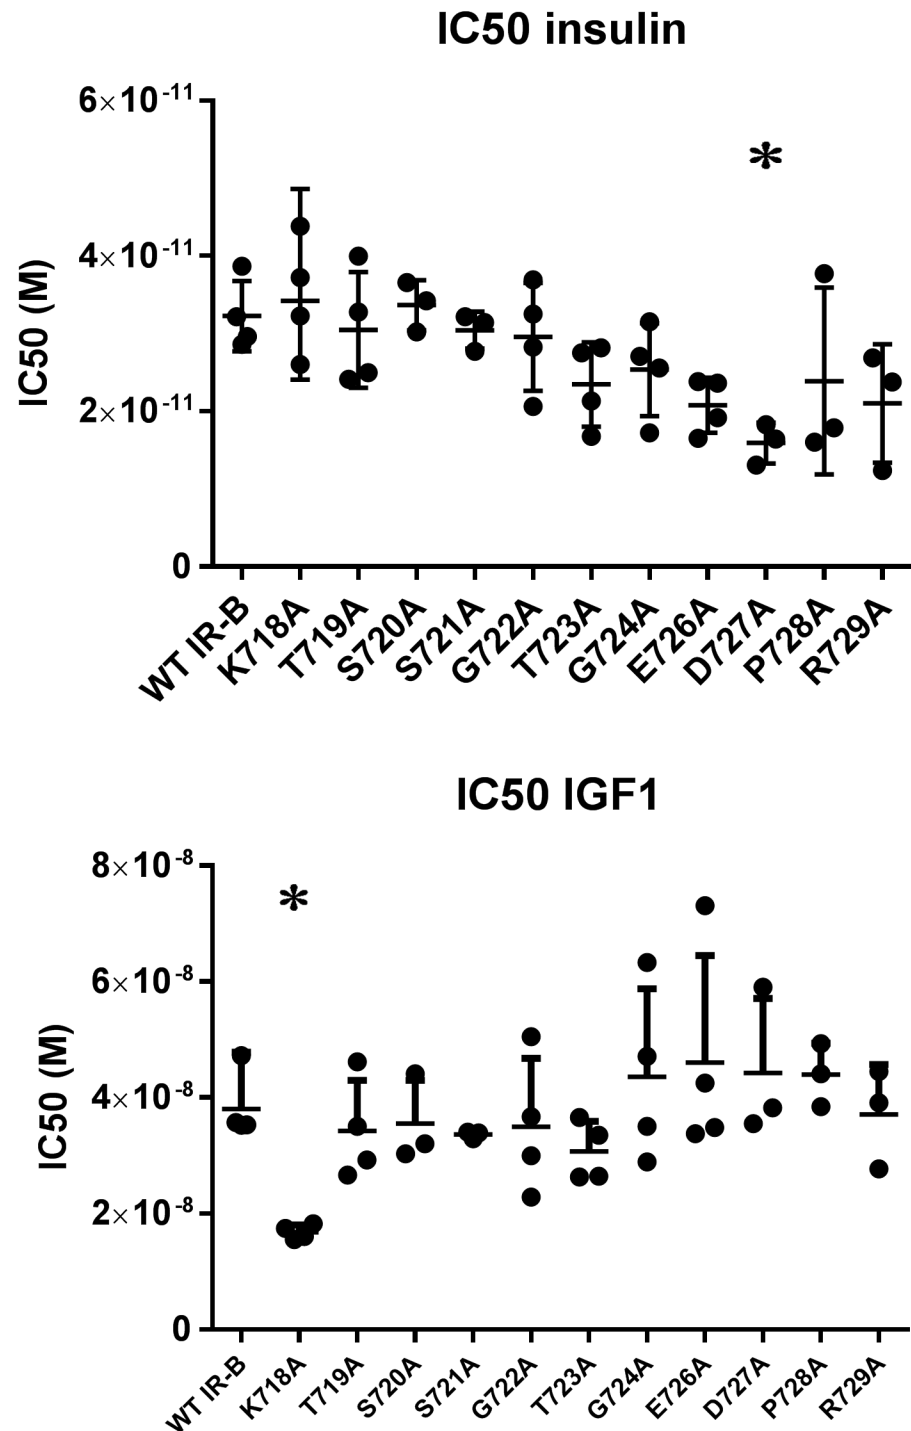 IC50 insulin
6×10⁻¹¹
*
4×10⁻¹¹
IC50 (M)
2×10⁻¹¹
0
WT IR-B K718A T719A S720A S721A G722A T723A G724A E726A D727A P728A R729A
IC50 IGF1
8×10⁻⁸
*
6×10⁻⁸
IC50 (M)
4×10⁻⁸
2×10⁻⁸
0
WT IR-B K718A T719A S720A S721A G722A T723A G724A E726A D727A P728A R729A